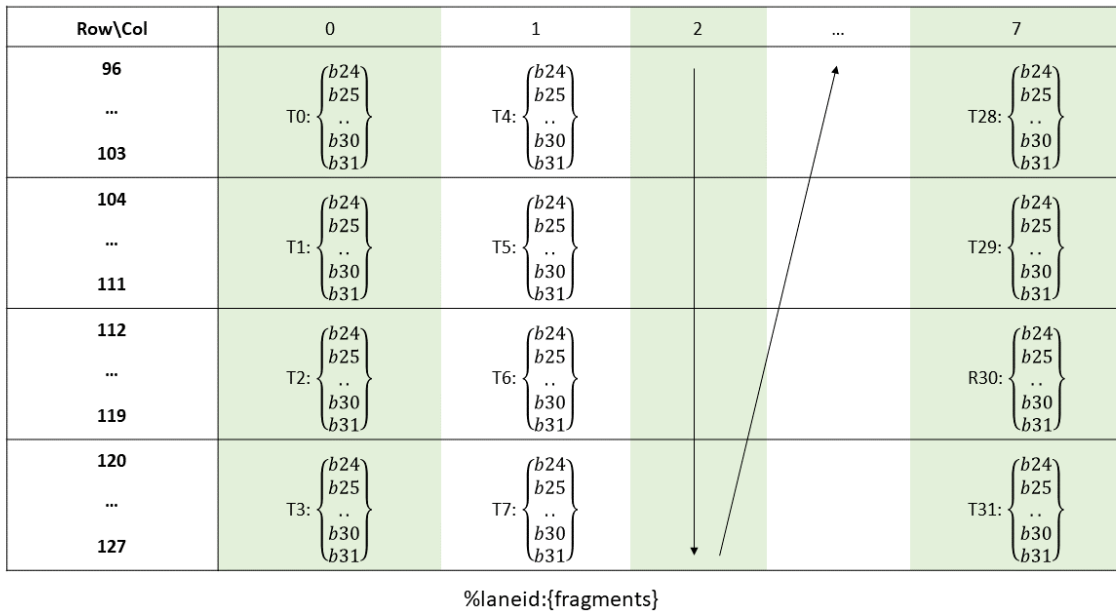 Row\Col 0 1 2 ... 7
96 ... 103 T0: {b24 b25 .. b30 b31} T4: {b24 b25 .. b30 b31} T28: {b24 b25 .. b30 b31}
104 ... 111 T1: {b24 b25 .. b30 b31} T5: {b24 b25 .. b30 b31} T29: {b24 b25 .. b30 b31}
112 ... 119 T2: {b24 b25 .. b30 b31} T6: {b24 b25 .. b30 b31} R30: {b24 b25 .. b30 b31}
120 ... 127 T3: {b24 b25 .. b30 b31} T7: {b24 b25 .. b30 b31} T31: {b24 b25 .. b30 b31}
%laneid:{fragments}